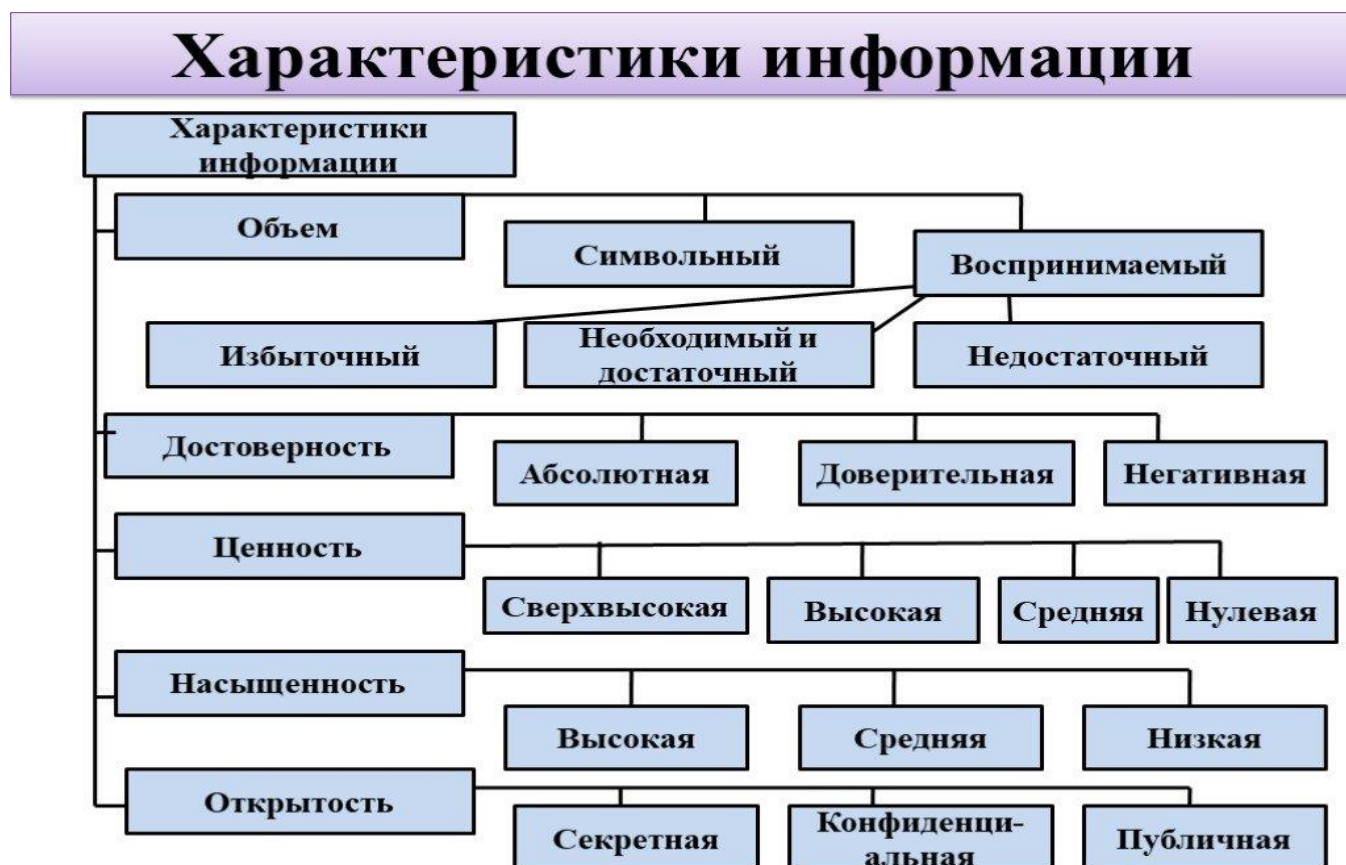 Характеристики информации
Характеристики
информации
Объем
Символьный
Воспринимаемый
Избыточный
Необходимый и
достаточный
Недостаточный
Достоверность
Абсолютная
Доверительная
Негативная
Ценность
Сверхвысокая
Высокая
Средняя
Нулевая
Насыщенность
Высокая
Средняя
Низкая
Открытость
Секретная
Конфиденци-
альная
Публичная